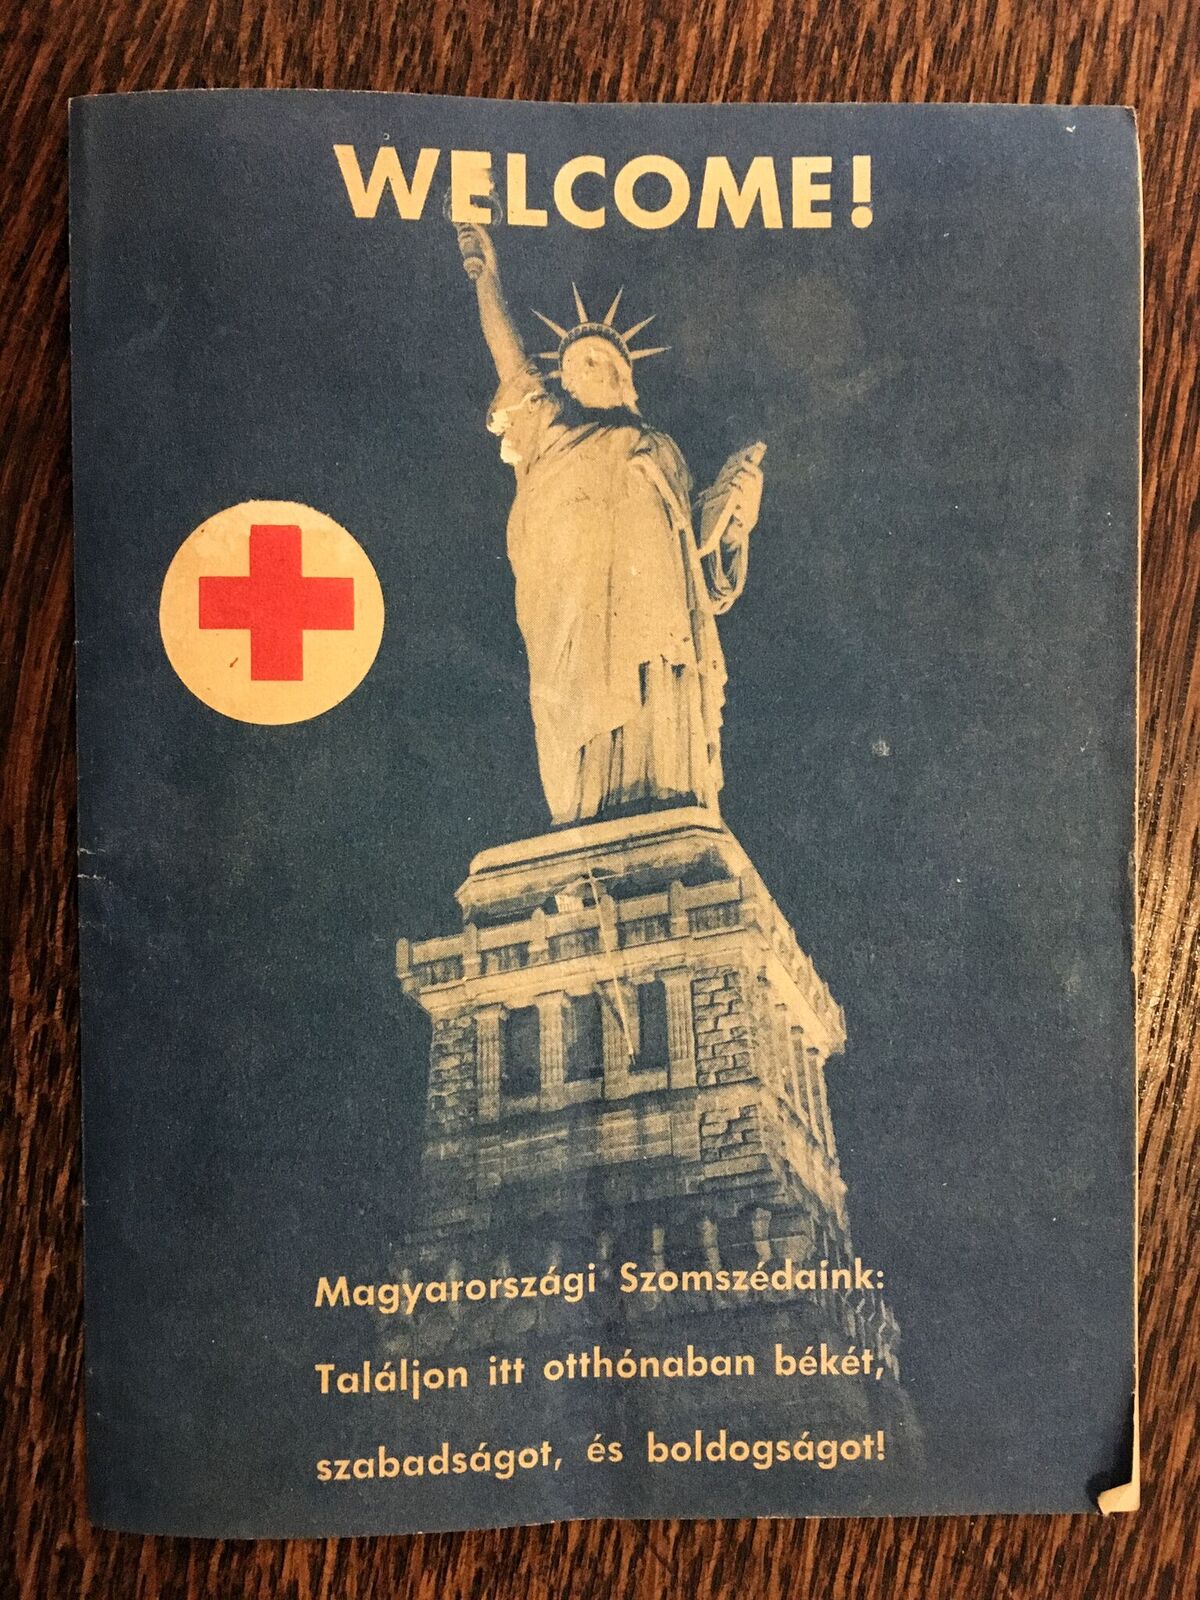 WELCOME!
Magyarországi Szomszédaink:
Találjon itt otthónaban békét,
szabadságot, és boldogságot!